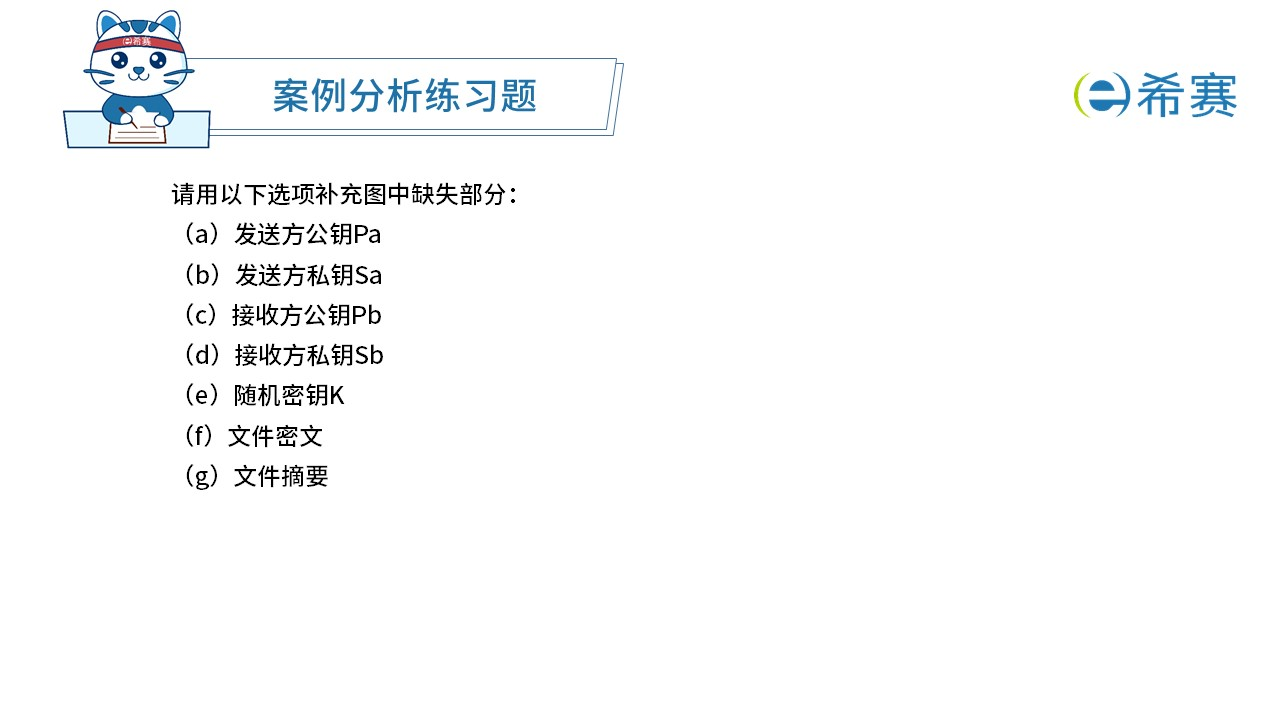 希赛
案例分析练习题
希赛
请用以下选项补充图中缺失部分：
（a）发送方公钥Pa
（b）发送方私钥Sa
（c）接收方公钥Pb
（d）接收方私钥Sb
（e）随机密钥K
（f）文件密文
（g）文件摘要